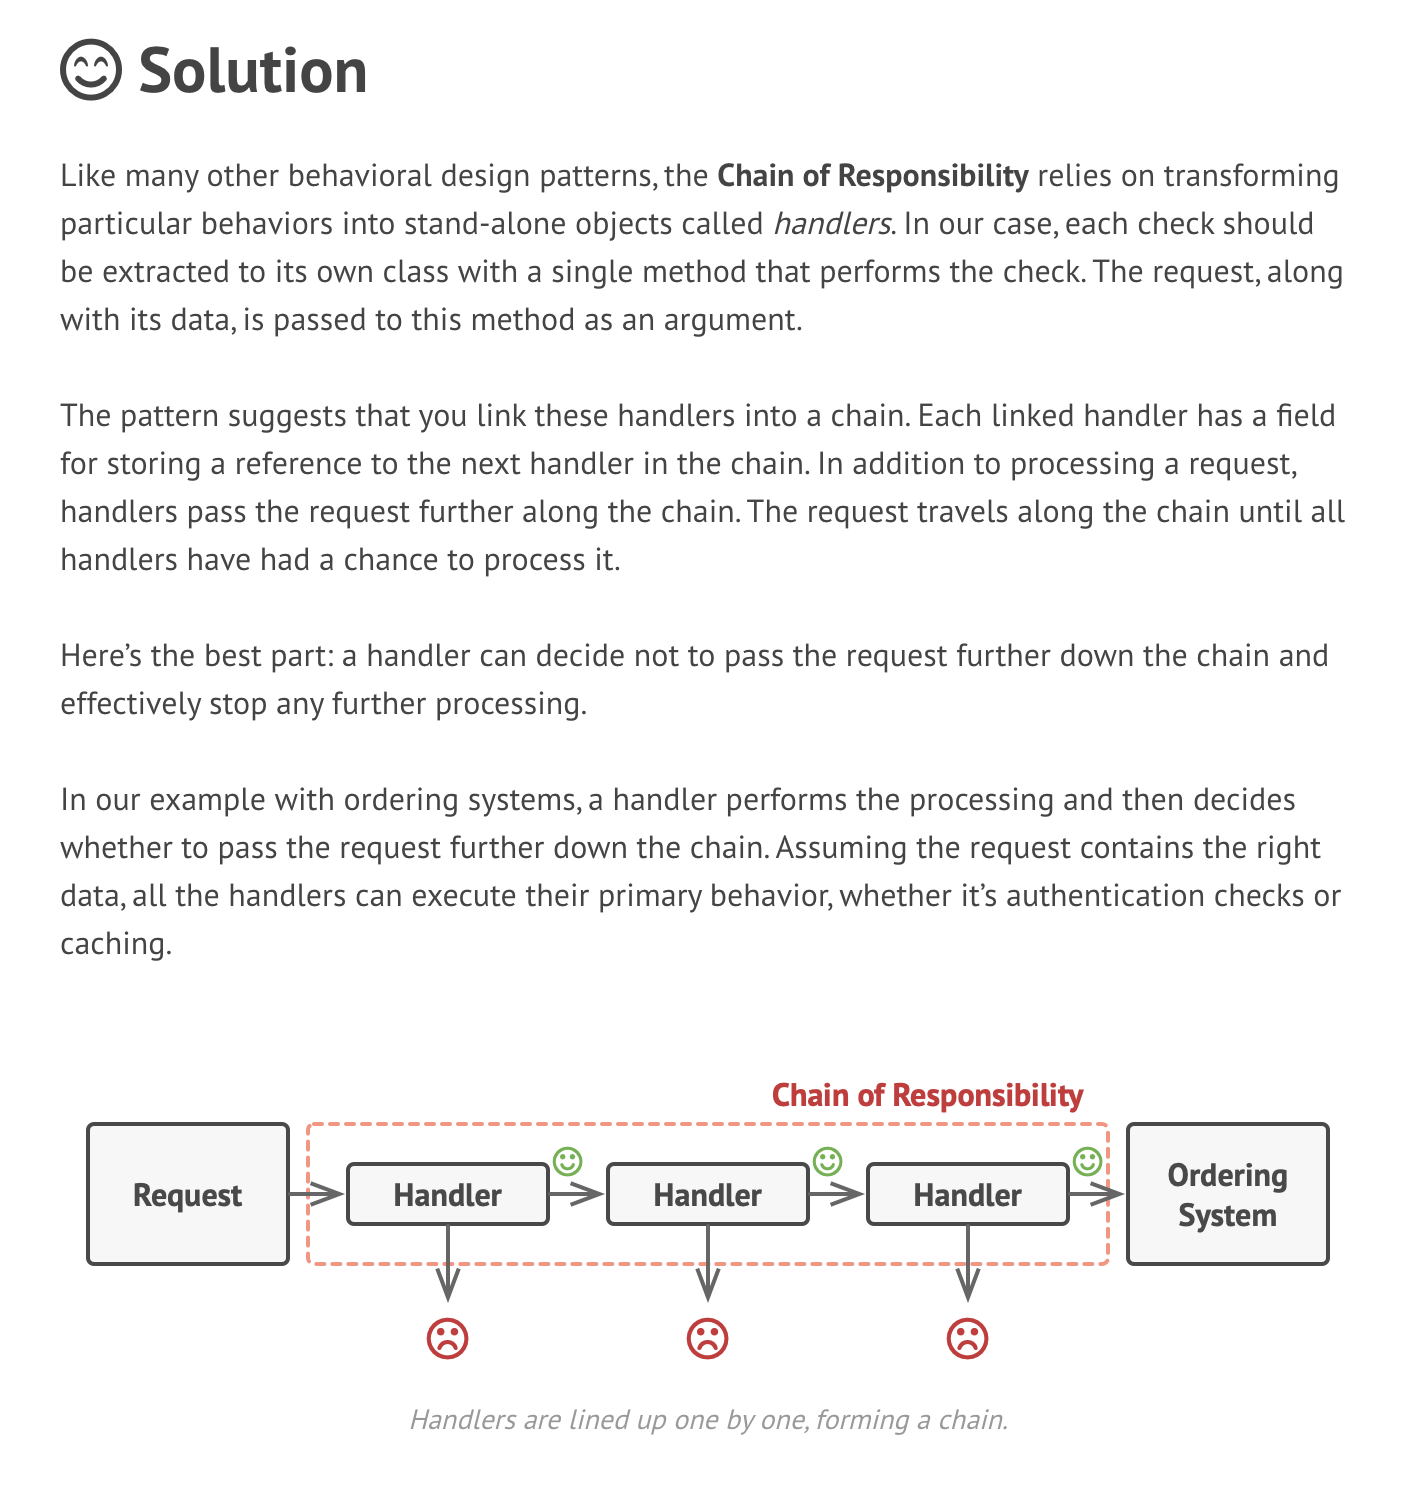 Solution
Like many other behavioral design patterns, the Chain of Responsibility relies on transforming
particular behaviors into stand-alone objects called handlers. In our case, each check should
be extracted to its own class with a single method that performs the check. The request, along
with its data, is passed to this method as an argument.
The pattern suggests that you link these handlers into a chain. Each linked handler has a field
for storing a reference to the next handler in the chain. In addition to processing a request,
handlers pass the request further along the chain. The request travels along the chain until all
handlers have had a chance to process it.
Here’s the best part: a handler can decide not to pass the request further down the chain and
effectively stop any further processing.
In our example with ordering systems, a handler performs the processing and then decides
whether to pass the request further down the chain. Assuming the request contains the right
data, all the handlers can execute their primary behavior, whether it’s authentication checks or
caching.
Chain of Responsibility
Request
Handler
Handler
Handler
Ordering
System
Handlers are lined up one by one, forming a chain.